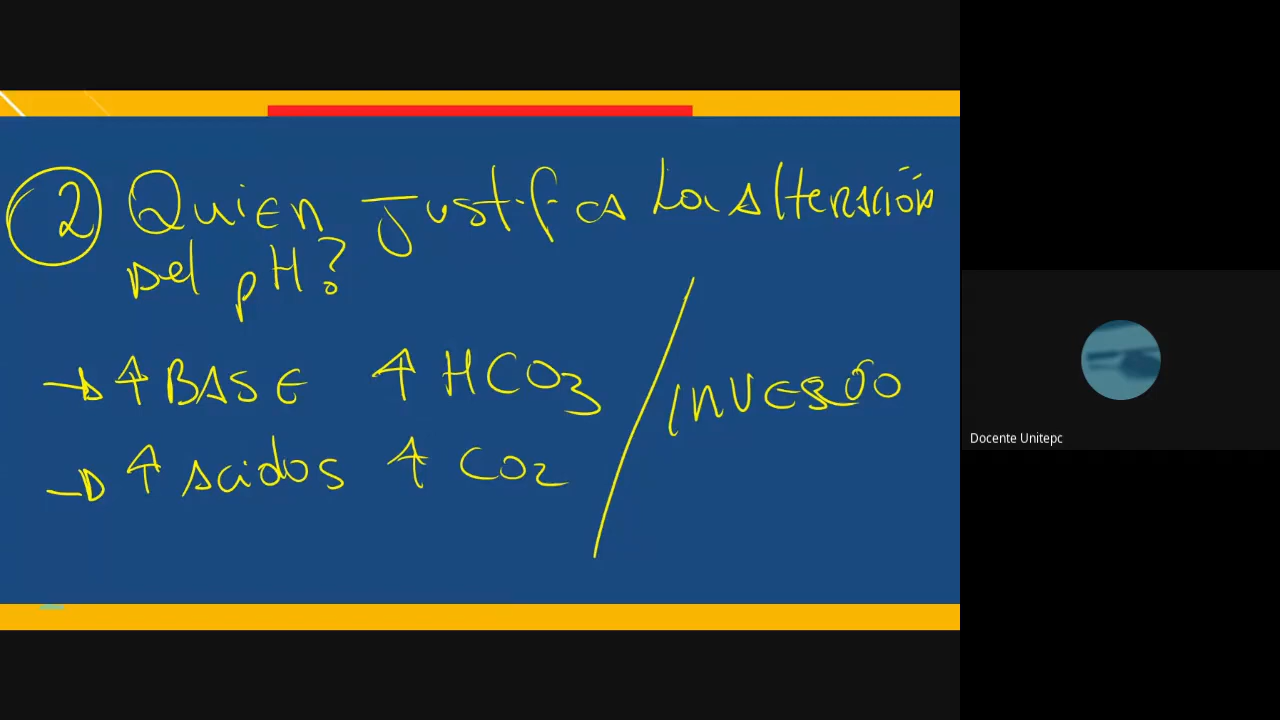 2 Quien Justifica La alteración
Del pH?
→ ↑ BASE ↑ HCO3 / INVERSO
→ ↑ acidos ↑ CO2
Docente Unitepc